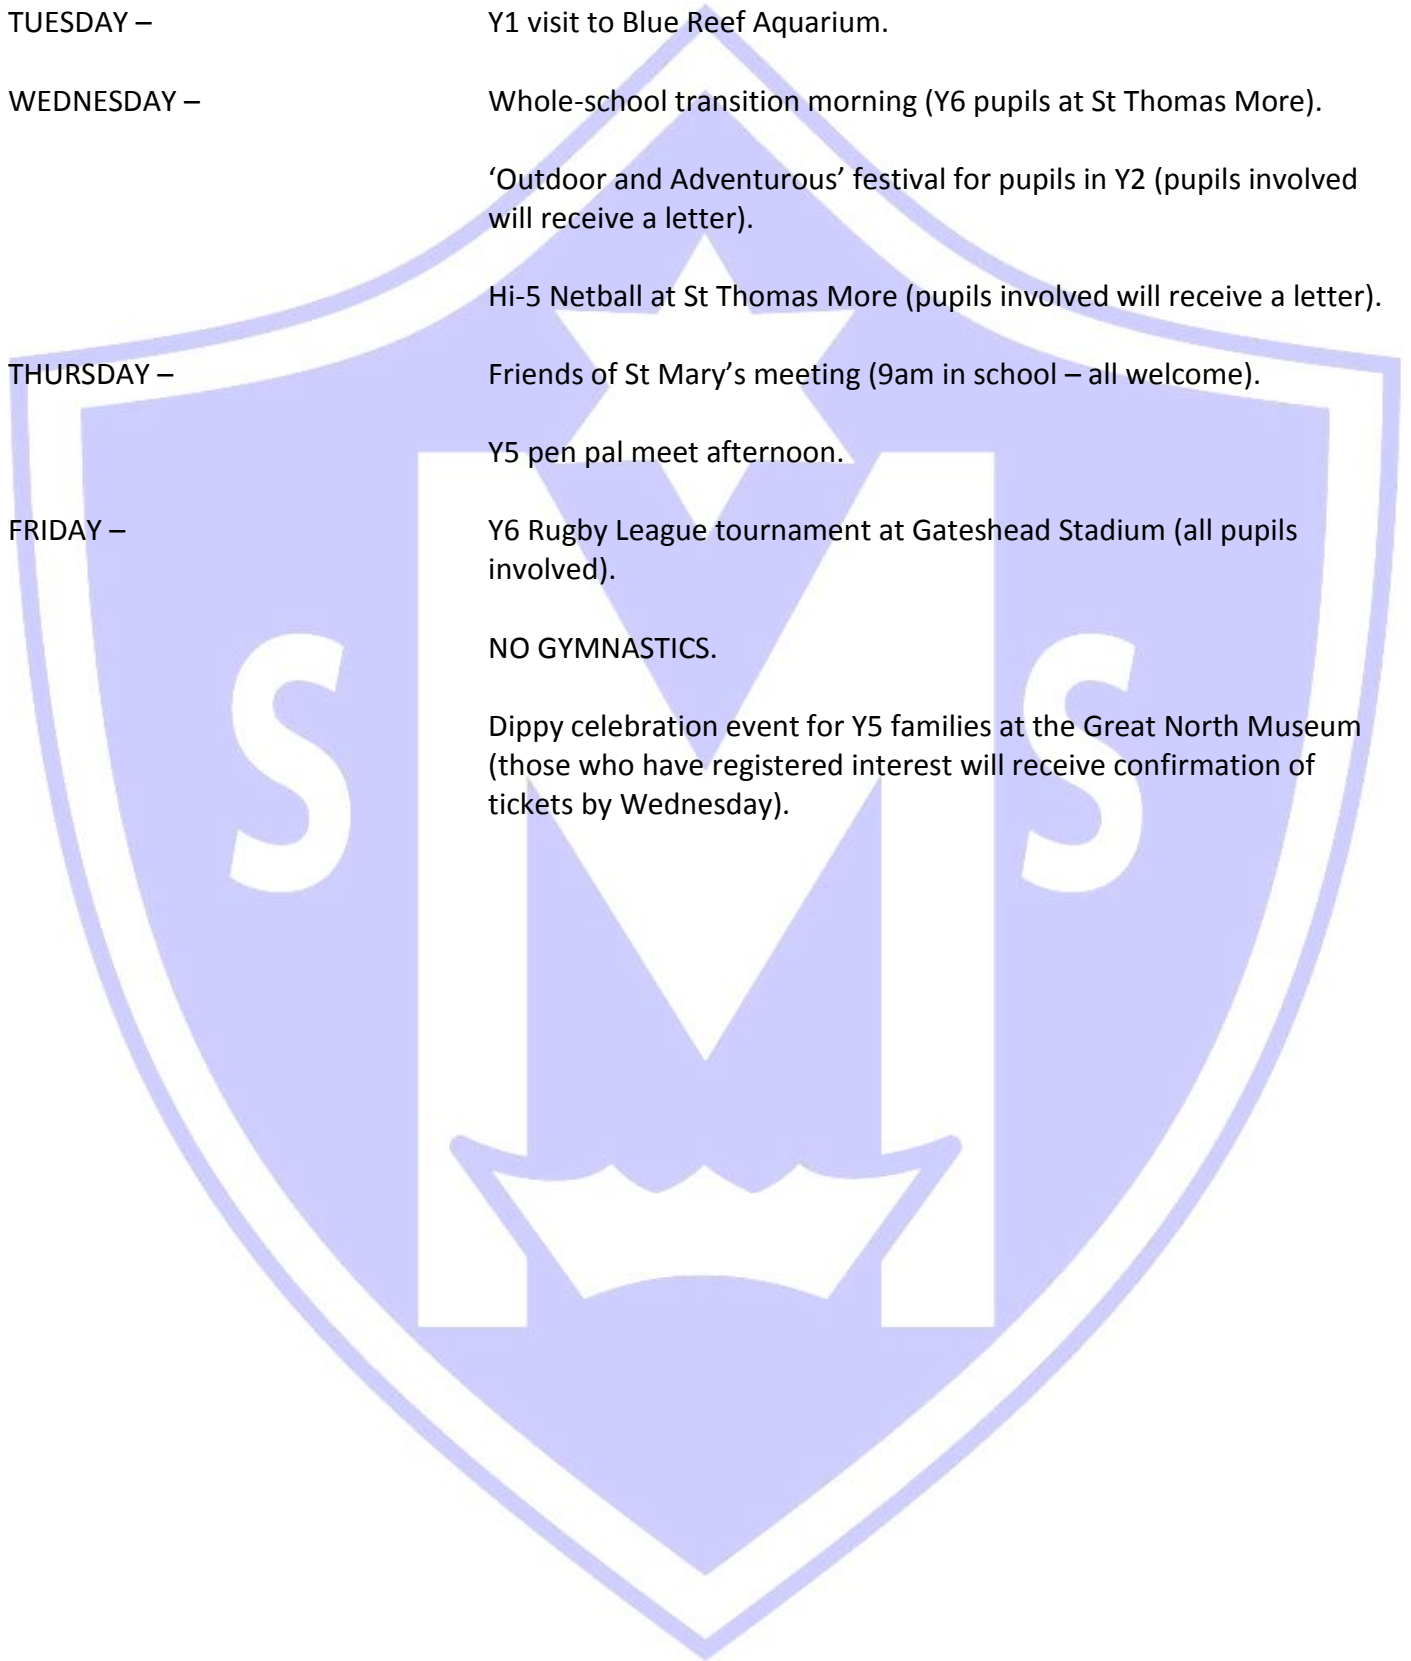 TUESDAY – Y1 visit to Blue Reef Aquarium.
WEDNESDAY – Whole-school transition morning (Y6 pupils at St Thomas More).
‘Outdoor and Adventurous’ festival for pupils in Y2 (pupils involved
will receive a letter).
Hi-5 Netball at St Thomas More (pupils involved will receive a letter).
THURSDAY – Friends of St Mary’s meeting (9am in school – all welcome).
Y5 pen pal meet afternoon.
FRIDAY – Y6 Rugby League tournament at Gateshead Stadium (all pupils
involved).
NO GYMNASTICS.
Dippy celebration event for Y5 families at the Great North Museum
(those who have registered interest will receive confirmation of
tickets by Wednesday).
S M S